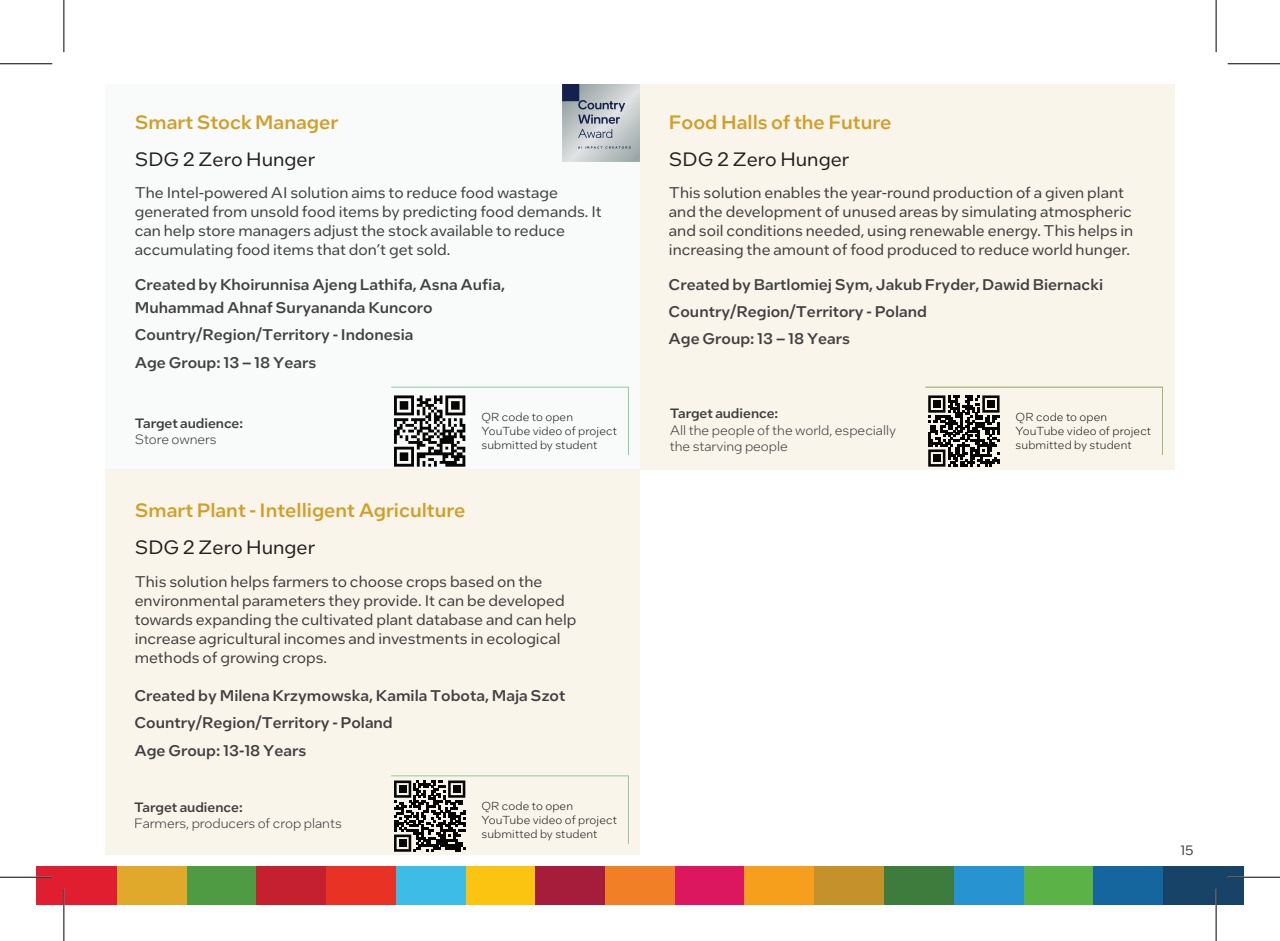 Smart Stock Manager
Country
Winner
Award
AI IMPACT CREATORS
SDG 2 Zero Hunger
The Intel-powered AI solution aims to reduce food wastage
generated from unsold food items by predicting food demands. It
can help store managers adjust the stock available to reduce
accumulating food items that don’t get sold.
Created by Khoirunnisa Ajeng Lathifa, Asna Aufia,
Muhammad Ahnaf Suryananda Kuncoro
Country/Region/Territory - Indonesia
Age Group: 13 – 18 Years
Target audience:
Store owners
QR code to open
YouTube video of project
submitted by student
Food Halls of the Future
SDG 2 Zero Hunger
This solution enables the year-round production of a given plant
and the development of unused areas by simulating atmospheric
and soil conditions needed, using renewable energy. This helps in
increasing the amount of food produced to reduce world hunger.
Created by Bartlomiej Sym, Jakub Fryder, Dawid Biernacki
Country/Region/Territory - Poland
Age Group: 13 – 18 Years
Target audience:
All the people of the world, especially
the starving people
QR code to open
YouTube video of project
submitted by student
Smart Plant - Intelligent Agriculture
SDG 2 Zero Hunger
This solution helps farmers to choose crops based on the
environmental parameters they provide. It can be developed
towards expanding the cultivated plant database and can help
increase agricultural incomes and investments in ecological
methods of growing crops.
Created by Milena Krzymowska, Kamila Tobota, Maja Szot
Country/Region/Territory - Poland
Age Group: 13-18 Years
Target audience:
Farmers, producers of crop plants
QR code to open
YouTube video of project
submitted by student
15